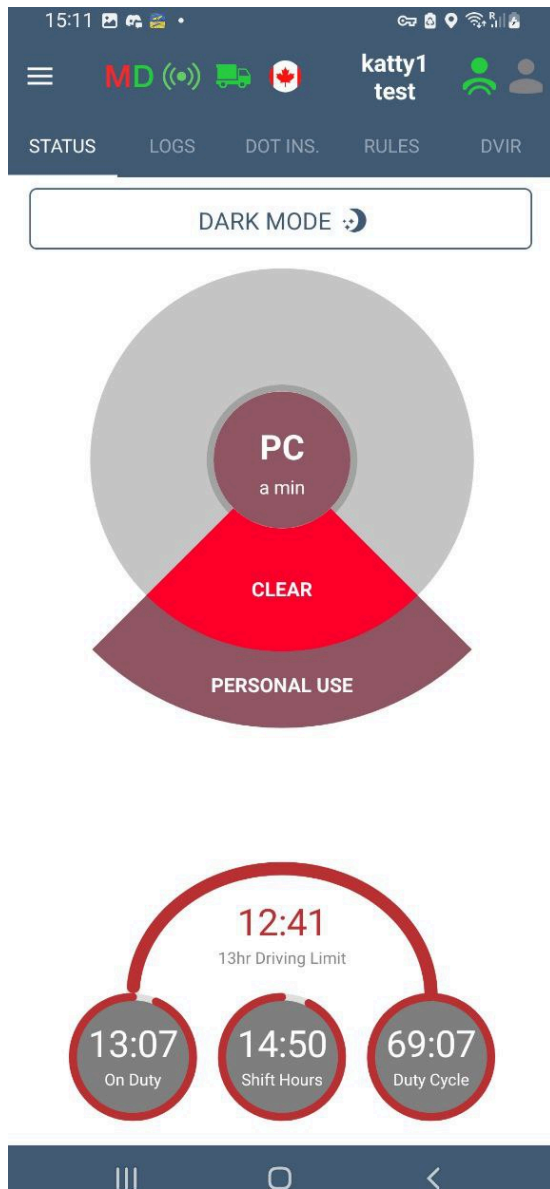 15:11
MD
katty1
test
STATUS LOGS DOT INS. RULES DVIR
DARK MODE
PC
a min
CLEAR
PERSONAL USE
12:41
13hr Driving Limit
13:07 14:50 69:07
On Duty Shift Hours Duty Cycle